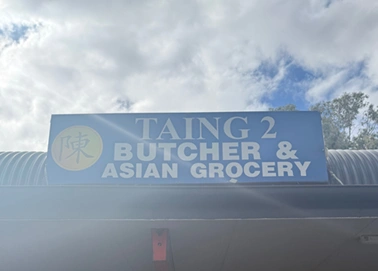 陳
TAING 2
BUTCHER &
ASIAN GROCERY